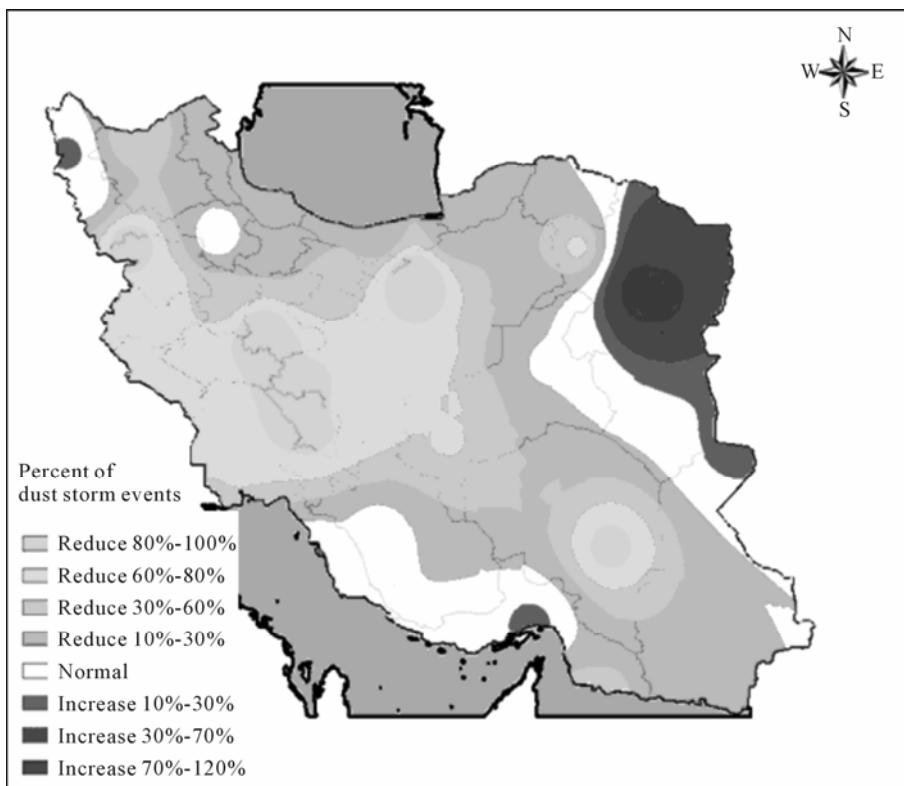 N
W E
S
Percent of
dust storm events
Reduce 80%-100%
Reduce 60%-80%
Reduce 30%-60%
Reduce 10%-30%
Normal
Increase 10%-30%
Increase 30%-70%
Increase 70%-120%